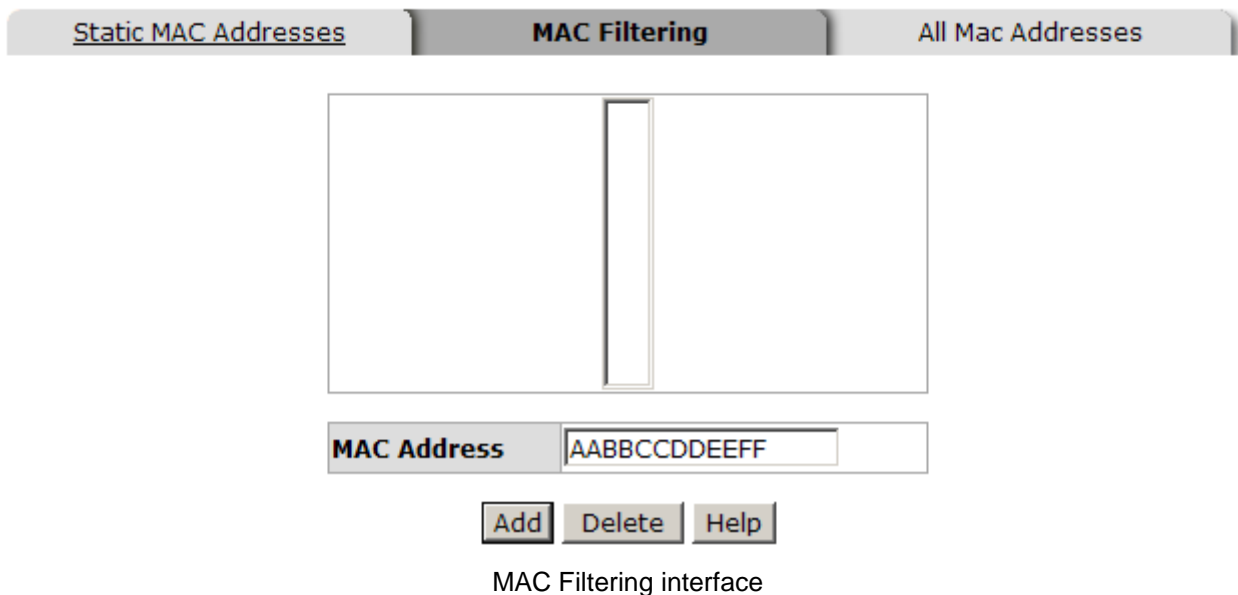 Static MAC Addresses MAC Filtering All Mac Addresses
MAC Address AABBCCDDEEFF
Add Delete Help
MAC Filtering interface